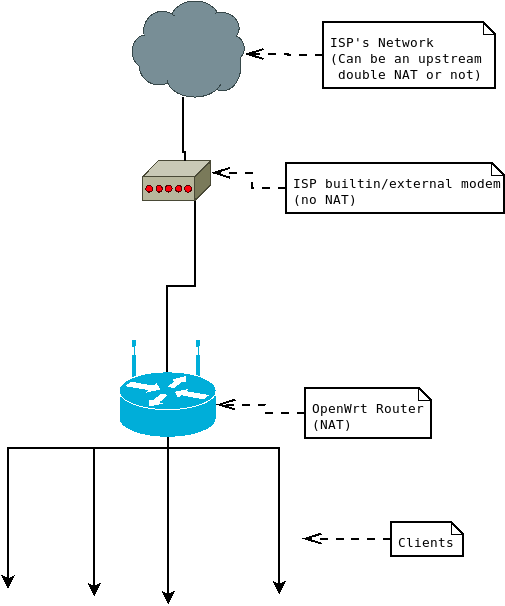 ISP's Network
(Can be an upstream
double NAT or not)
ISP builtin/external modem
(no NAT)
OpenWrt Router
(NAT)
Clients